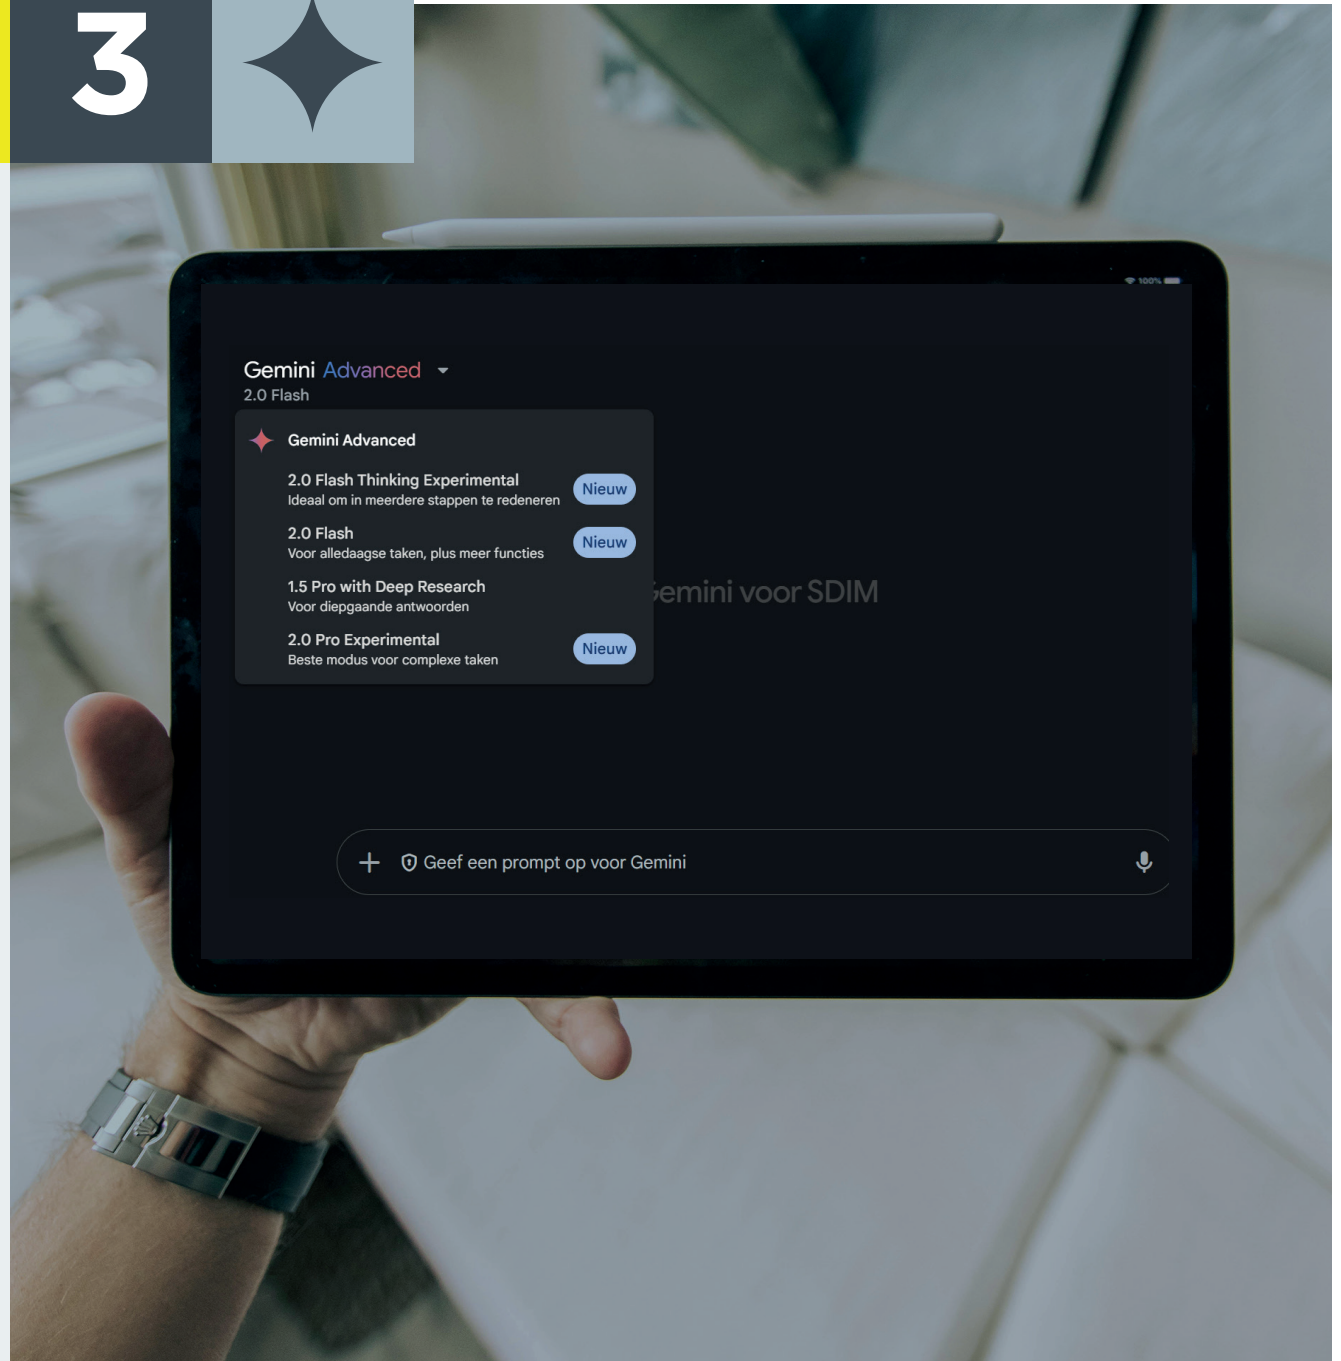 3
100%
Gemini Advanced
2.0 Flash
Gemini Advanced
2.0 Flash Thinking Experimental
Nieuw
Ideaal om in meerdere stappen te redeneren
2.0 Flash
Nieuw
Voor alledaagse taken, plus meer functies
1.5 Pro with Deep Research
Voor diepgaande antwoorden
emini voor SDIM
2.0 Pro Experimental
Nieuw
Beste modus voor complexe taken
Geef een prompt op voor Gemini